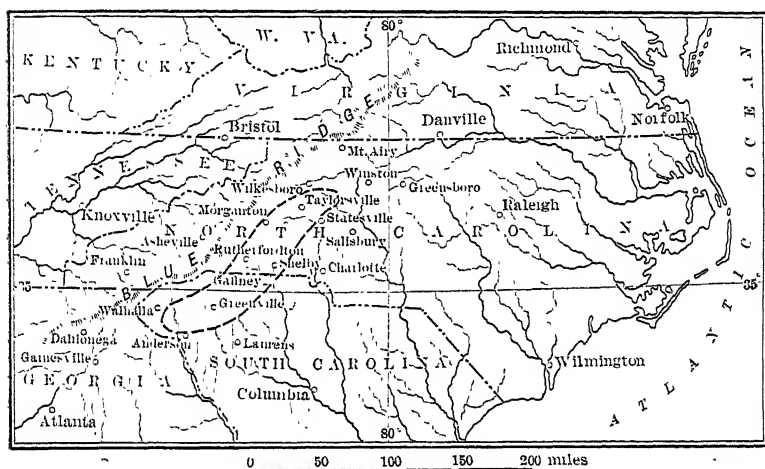 80°
W. VA.
Richmond
KENTUCKY
VIRGINIA
OCEAN
Norfolk
Bristol
Danville
BLUE RIDGE
Mt. Airy
TENNESSEE
Winston
Wilkesboro
Greensboro
Taylorsville
Knoxville
Morganton
Statesville
Raleigh
NORTH CAROLINA
Asheville
Salisbury
Rutherfordton
Franklin
Shelby
Charlotte
ATLANTIC
35
Gaffney
35°
Walhalla
Greenville
Dahlonega
Anderson
Laurens
Gainesville
SOUTH CAROLINA
Wilmington
GEORGIA
Columbia
Atlanta
80°
0 50 100 150 200 miles